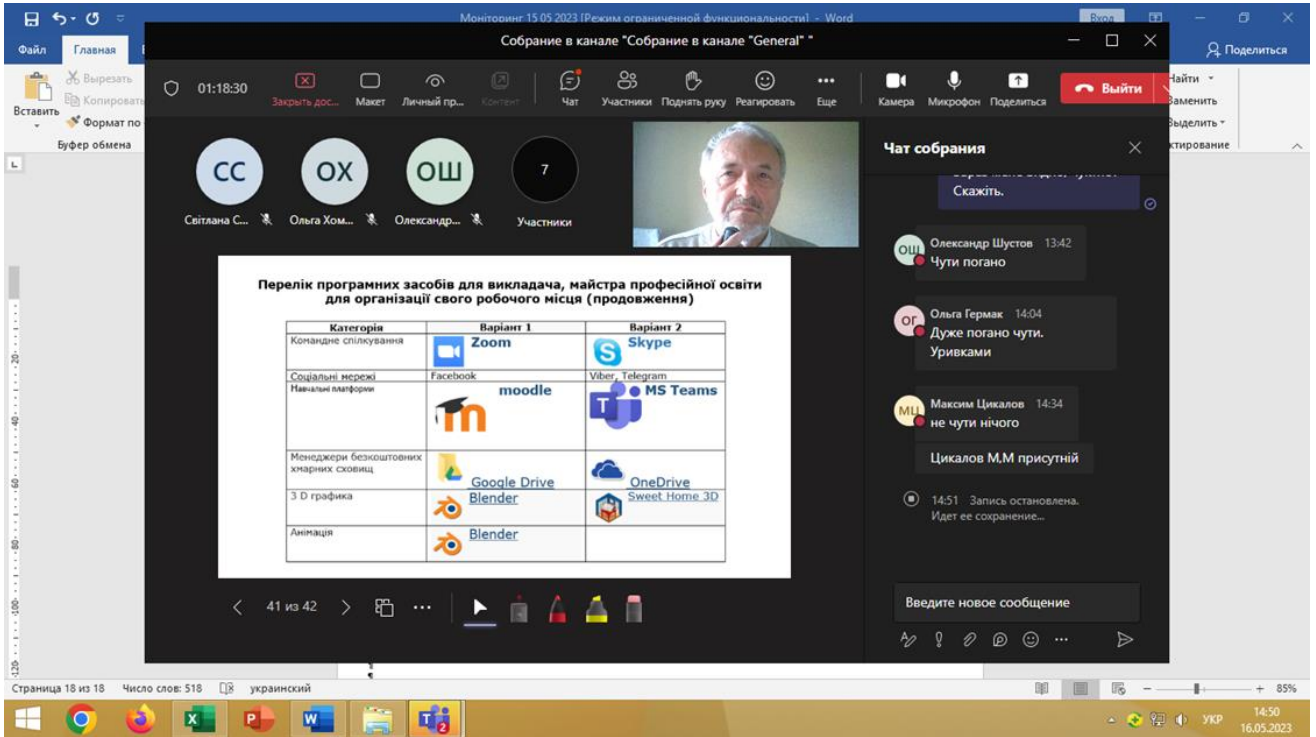 Моніторинг 15 05 2023 [Режим ограниченной функциональности] - Word
Вход
Файл
Главная
Поделиться
Вставить
Вырезать
Копировать
Формат по
Буфер обмена
Найти
Заменить
Выделить
ктирование
Собрание в канале "Собрание в канале "General" "
01:18:30
Закрыть дос...
Макет
Личный пр...
Контент
Чат
Участники
Поднять руку
Реагировать
Еще
Камера
Микрофон
Поделиться
Выйти
СС
ОХ
ОШ
7
Світлана С...
Ольга Хом...
Олександр...
Участники
Перелік програмних засобів для викладача, майстра професійної освіти
для організації свого робочого місця (продовження)
Категорія
Варіант 1
Варіант 2
Командне спілкування
Zoom
Skype
Соціальні мережі
Facebook
Viber, Telegram
Навчальні платформи
moodle
MS Teams
Менеджери безкоштовних
хмарних сховищ
Google Drive
OneDrive
3 D графика
Blender
Sweet Home 3D
Анімація
Blender
41 из 42
Чат собрания
Скажіть.
ОШ
Олександр Шустов 13:42
Чути погано
ОГ
Ольга Гермак 14:04
Дуже погано чути.
Уривками
МЦ
Максим Цикалов 14:34
не чути нічого
Цикалов М,М присутній
14:51 Запись остановлена.
Идет ее сохранение...
Введите новое сообщение
Страница 18 из 18
Число слов: 518
украинский
85%
УКР
14:50
16.05.2023